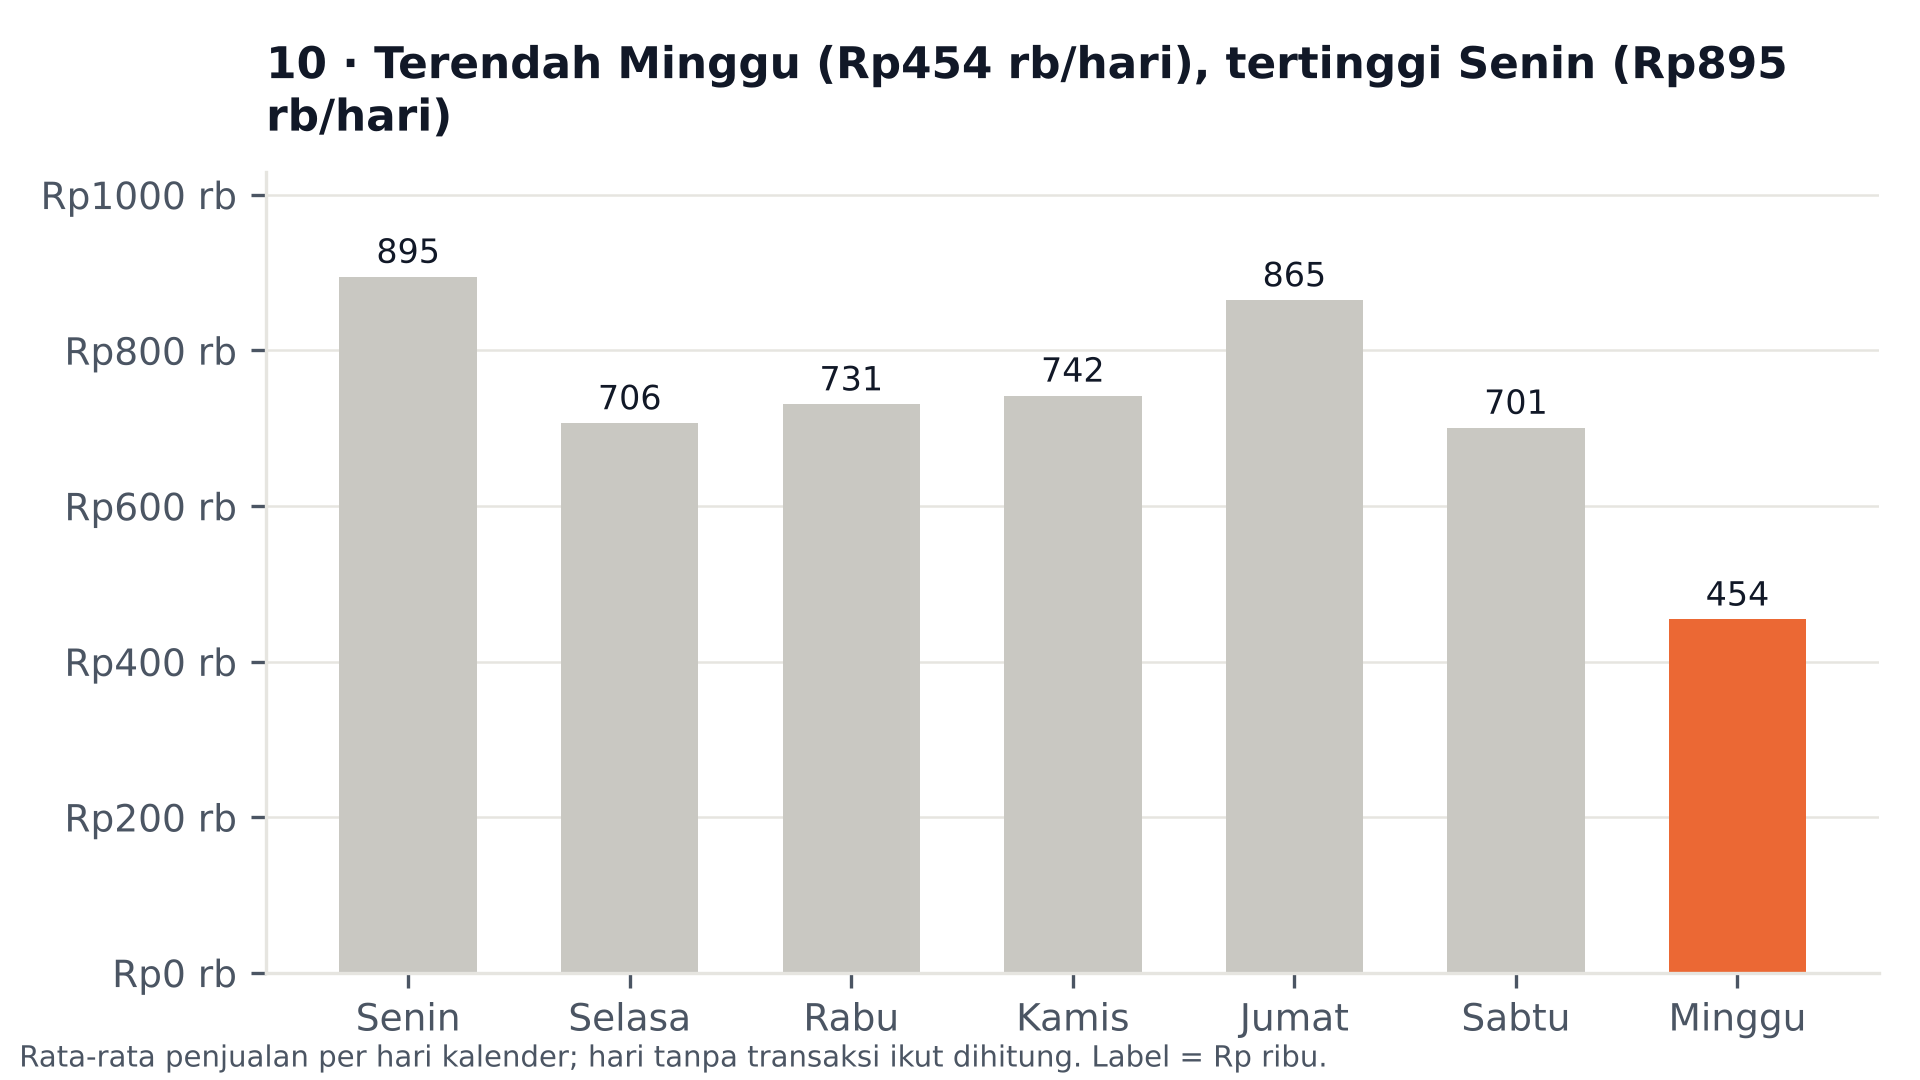 10 · Terendah Minggu (Rp454 rb/hari), tertinggi Senin (Rp895
rb/hari)
Rp1000 rb
Rp800 rb
Rp600 rb
Rp400 rb
Rp200 rb
Rp0 rb
895
706
731
742
865
701
454
Senin
Selasa
Rabu
Kamis
Jumat
Sabtu
Minggu
Rata-rata penjualan per hari kalender; hari tanpa transaksi ikut dihitung. Label = Rp ribu.